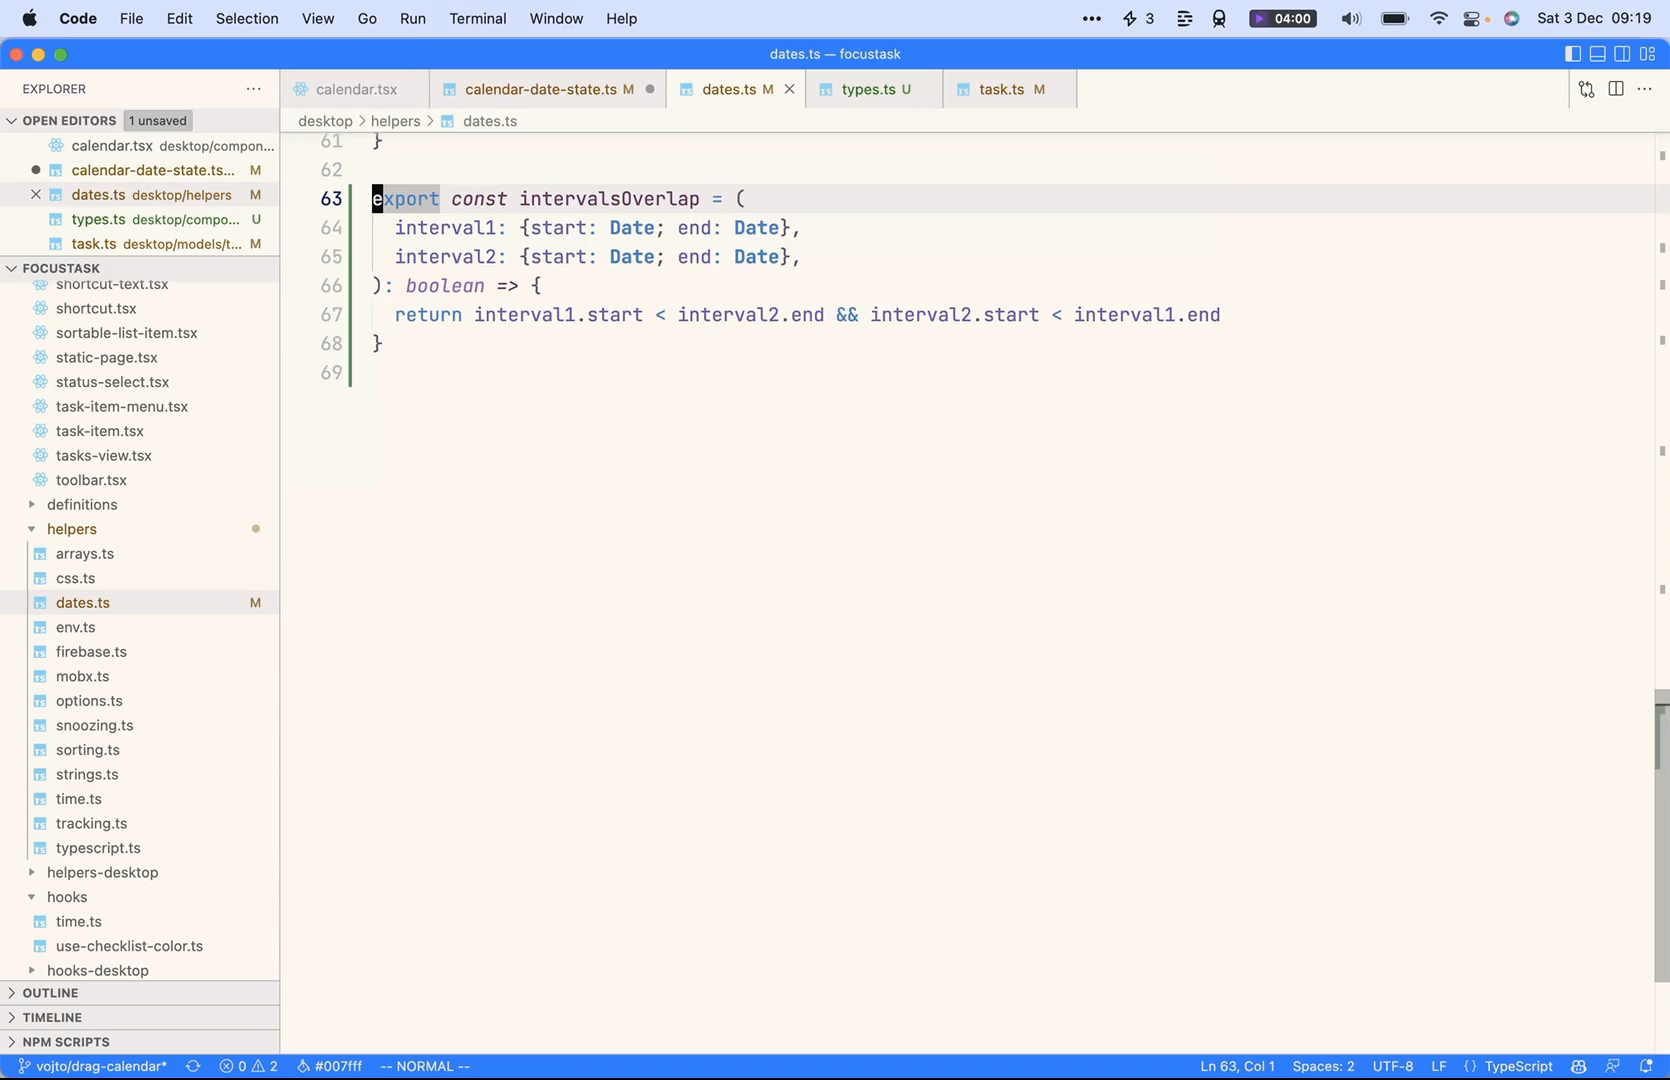 Code File Edit Selection View Go Run Terminal Window Help 3 04:00 Sat 3 Dec 09:19
dates.ts — focustask
EXPLORER
OPEN EDITORS 1 unsaved
calendar.tsx desktop/compon...
calendar-date-state.ts... M
dates.ts desktop/helpers M
types.ts desktop/compo... U
task.ts desktop/models/t... M
FOCUSTASK
shortcut-text.tsx
shortcut.tsx
sortable-list-item.tsx
static-page.tsx
status-select.tsx
task-item-menu.tsx
task-item.tsx
tasks-view.tsx
toolbar.tsx
definitions
helpers
arrays.ts
css.ts
dates.ts M
env.ts
firebase.ts
mobx.ts
options.ts
snoozing.ts
sorting.ts
strings.ts
time.ts
tracking.ts
typescript.ts
helpers-desktop
hooks
time.ts
use-checklist-color.ts
hooks-desktop
OUTLINE
TIMELINE
NPM SCRIPTS
calendar.tsx calendar-date-state.ts M dates.ts M types.ts U task.ts M
desktop > helpers > dates.ts
61 }
62
63 export const intervalsOverlap = (
64 interval1: {start: Date; end: Date},
65 interval2: {start: Date; end: Date},
66 ): boolean => {
67 return interval1.start < interval2.end && interval2.start < interval1.end
68 }
69
vojto/drag-calendar* 0 2 #007fff -- NORMAL -- Ln 63, Col 1 Spaces: 2 UTF-8 LF {} TypeScript